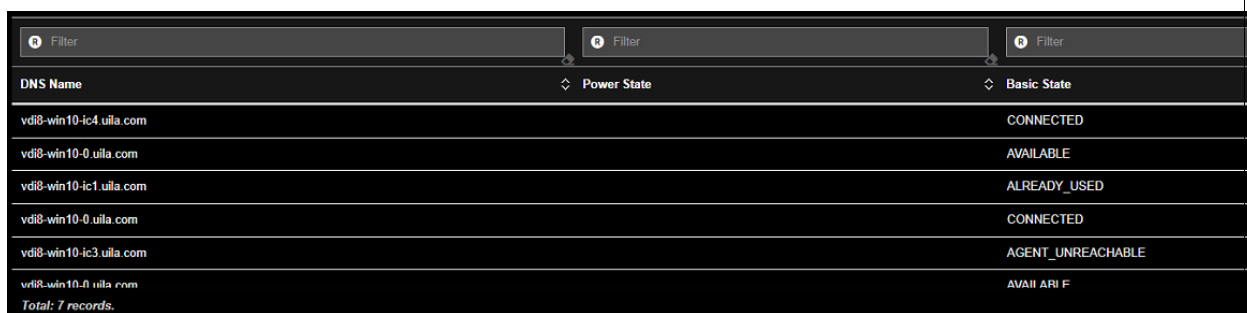 R Filter R Filter R Filter
DNS Name Power State Basic State
vdi8-win10-ic4.uila.com CONNECTED
vdi8-win10-0.uila.com AVAILABLE
vdi8-win10-ic1.uila.com ALREADY_USED
vdi8-win10-0.uila.com CONNECTED
vdi8-win10-ic3.uila.com AGENT_UNREACHABLE
vdi8-win10-0.uila.com AVAILABLE
Total: 7 records.